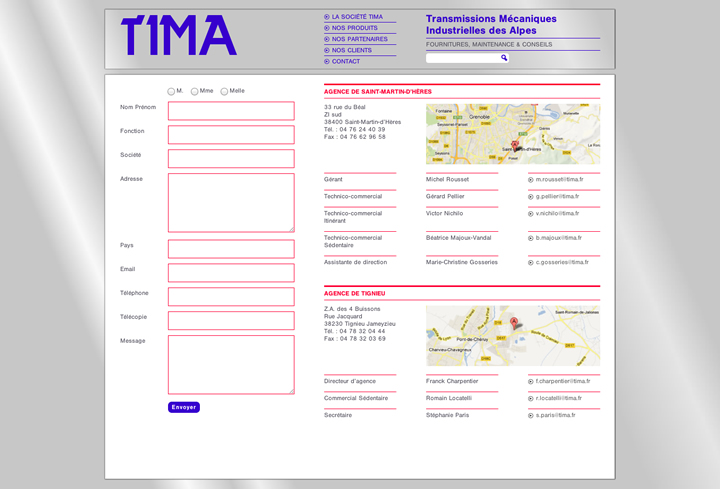 TIMA
LA SOCIÉTÉ TIMA
NOS PRODUITS
NOS PARTENAIRES
NOS CLIENTS
CONTACT
Transmissions Mécaniques
Industrielles des Alpes
FOURNITURES, MAINTENANCE & CONSEILS
M. Mme Melle
Nom Prénom
Fonction
Société
Adresse
Pays
Email
Téléphone
Télécopie
Message
Envoyer
AGENCE DE SAINT-MARTIN-D'HÈRES
33 rue du Béal
ZI sud
38400 Saint-Martin-d'Hères
Tél. : 04 76 24 40 39
Fax : 04 76 62 96 58
Fontaine
Grenoble
Saint-Martin-d'Hères
Gérant Michel Rousset m.rousset@tima.fr
Technico-commercial Gérard Pellier g.pellier@tima.fr
Technico-commercial Itinérant Victor Nichilo v.nichilo@tima.fr
Technico-commercial Sédentaire Béatrice Majoux-Vandal b.majoux@tima.fr
Assistante de direction Marie-Christine Gosseries c.gosseries@tima.fr
AGENCE DE TIGNIEU
Z.A. des 4 Buissons
Rue Jacquard
38230 Tignieu Jameyzieu
Tél. : 04 78 32 04 44
Fax : 04 78 32 03 69
Saint-Romain-de-Jalionas
Pont-de-Chéruy
Charvieu-Chavagneux
Directeur d'agence Franck Charpentier f.charpentier@tima.fr
Commercial Sédentaire Romain Locatelli r.locatelli@tima.fr
Secrétaire Stéphanie Paris s.paris@tima.fr